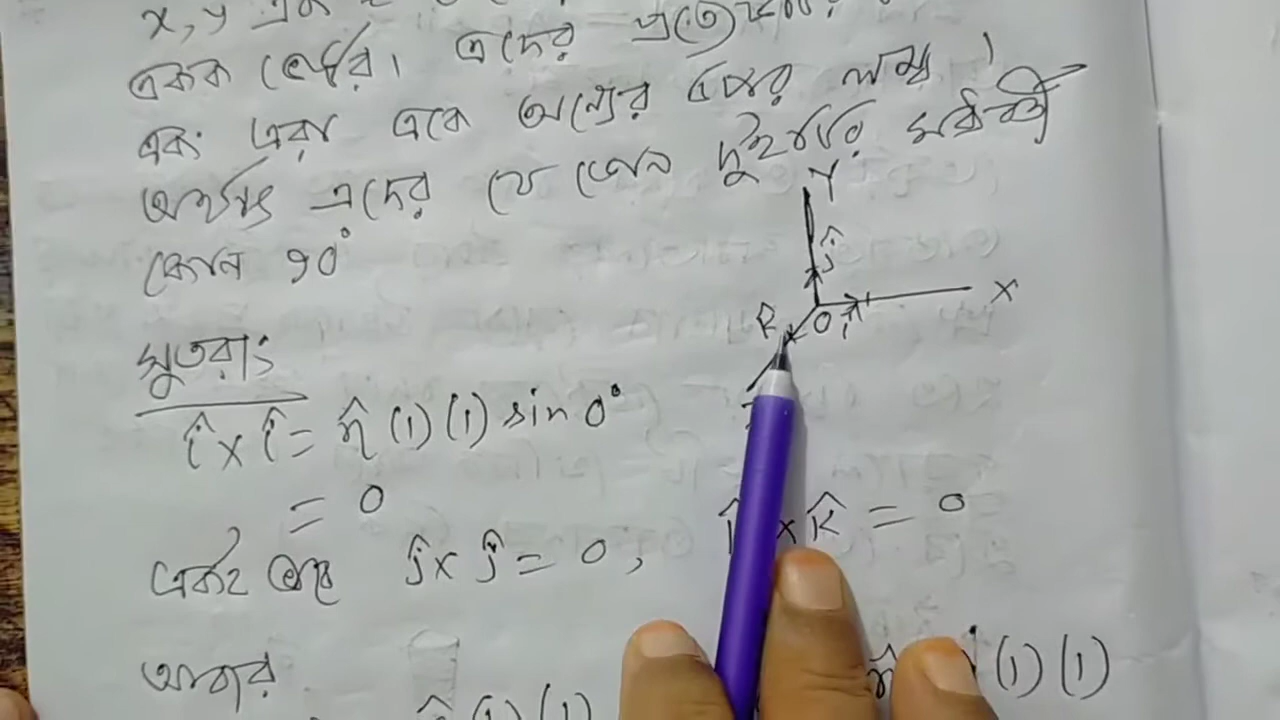 x, y এবং z
একক ভেক্টর। এদের প্রত্যেকের
এবং এরা একে অন্যের উপর লম্ব।
অর্থাৎ এদের যে কোন দুইটির মধ্যবর্তী
কোন 90°
Y
ĵ
X
k̂ O î
সুতরাং
î × î = η̂ (1) (1) sin 0°
= 0
একই ভাবে ĵ × ĵ = 0, k̂ × k̂ = 0
আবার
(1) (1) η̂ (1) (1)